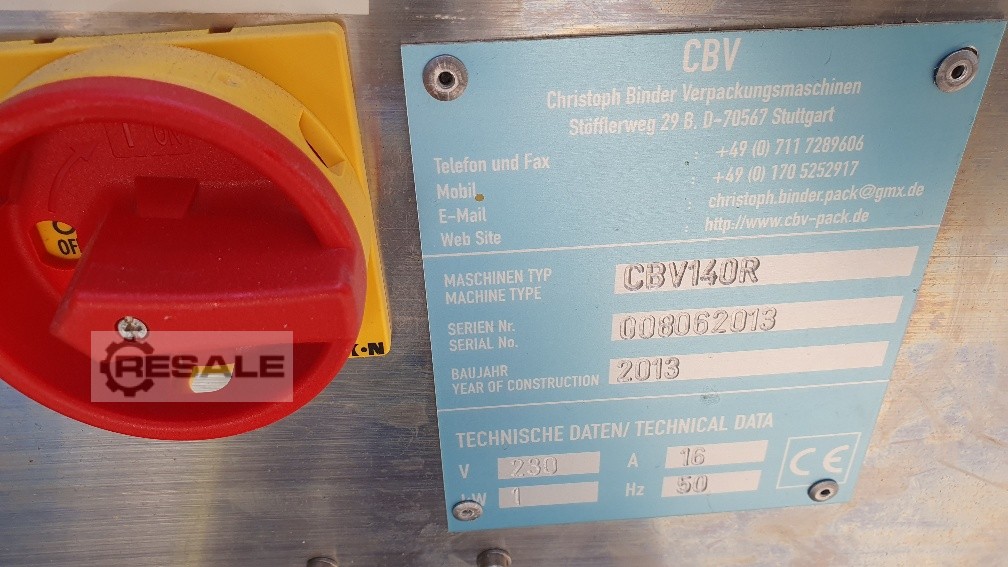 CBV
Christoph Binder Verpackungsmaschinen
Stöfflerweg 29 B, D-70567 Stuttgart
Telefon und Fax +49 (0) 711 7289606
Mobil +49 (0) 170 5252917
E-Mail christoph.binder.pack@gmx.de
Web Site http://www.cbv-pack.de
MASCHINEN TYP
MACHINE TYPE
CBV140R
SERIEN Nr.
SERIAL No.
008062013
BAUJAHR
YEAR OF CONSTRUCTION
2013
TECHNISCHE DATEN/ TECHNICAL DATA
V 230 A 16
kW 1 Hz 50
CE
OFF
RESALE